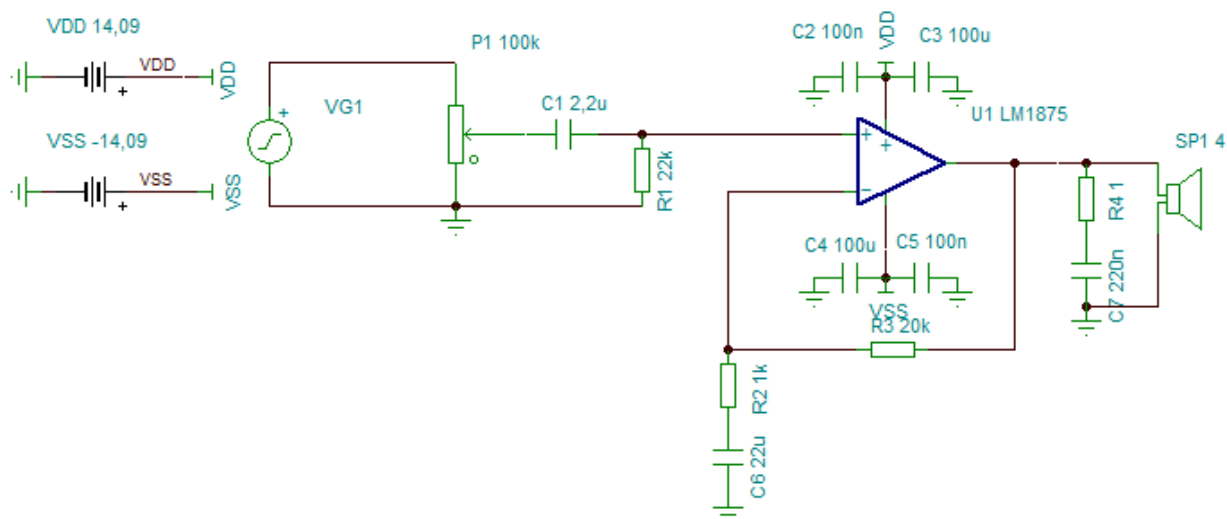 VDD 14,09
VDD
VDD
VSS -14,09
VSS
VSS
VG1
P1 100k
C1 2,2u
R1 22k
C2 100n
VDD
C3 100u
U1 LM1875
C4 100u
C5 100n
VSS
R3 20k
R2 1k
C6 22u
R4 1
C7 220n
SP1 4